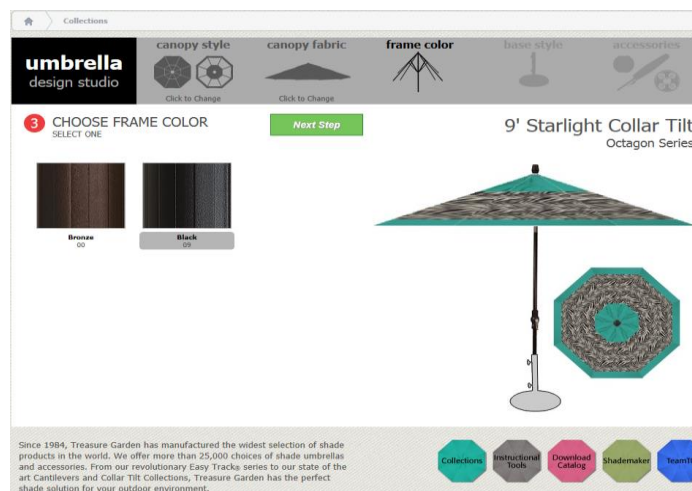 Collections
umbrella
design studio
canopy style
Click to Change
canopy fabric
Click to Change
frame color
base style
accessories
3 CHOOSE FRAME COLOR
SELECT ONE
Next Step
9' Starlight Collar Tilt
Octagon Series
Bronze
00
Black
09
Since 1984, Treasure Garden has manufactured the widest selection of shade
products in the world. We offer more than 25,000 choices of shade umbrellas
and accessories. From our revolutionary Easy Track® series to our state of the
art Cantilevers and Collar Tilt Collections, Treasure Garden has the perfect
shade solution for your outdoor environment.
Collections
Instructional
Tools
Download
Catalog
Shademaker